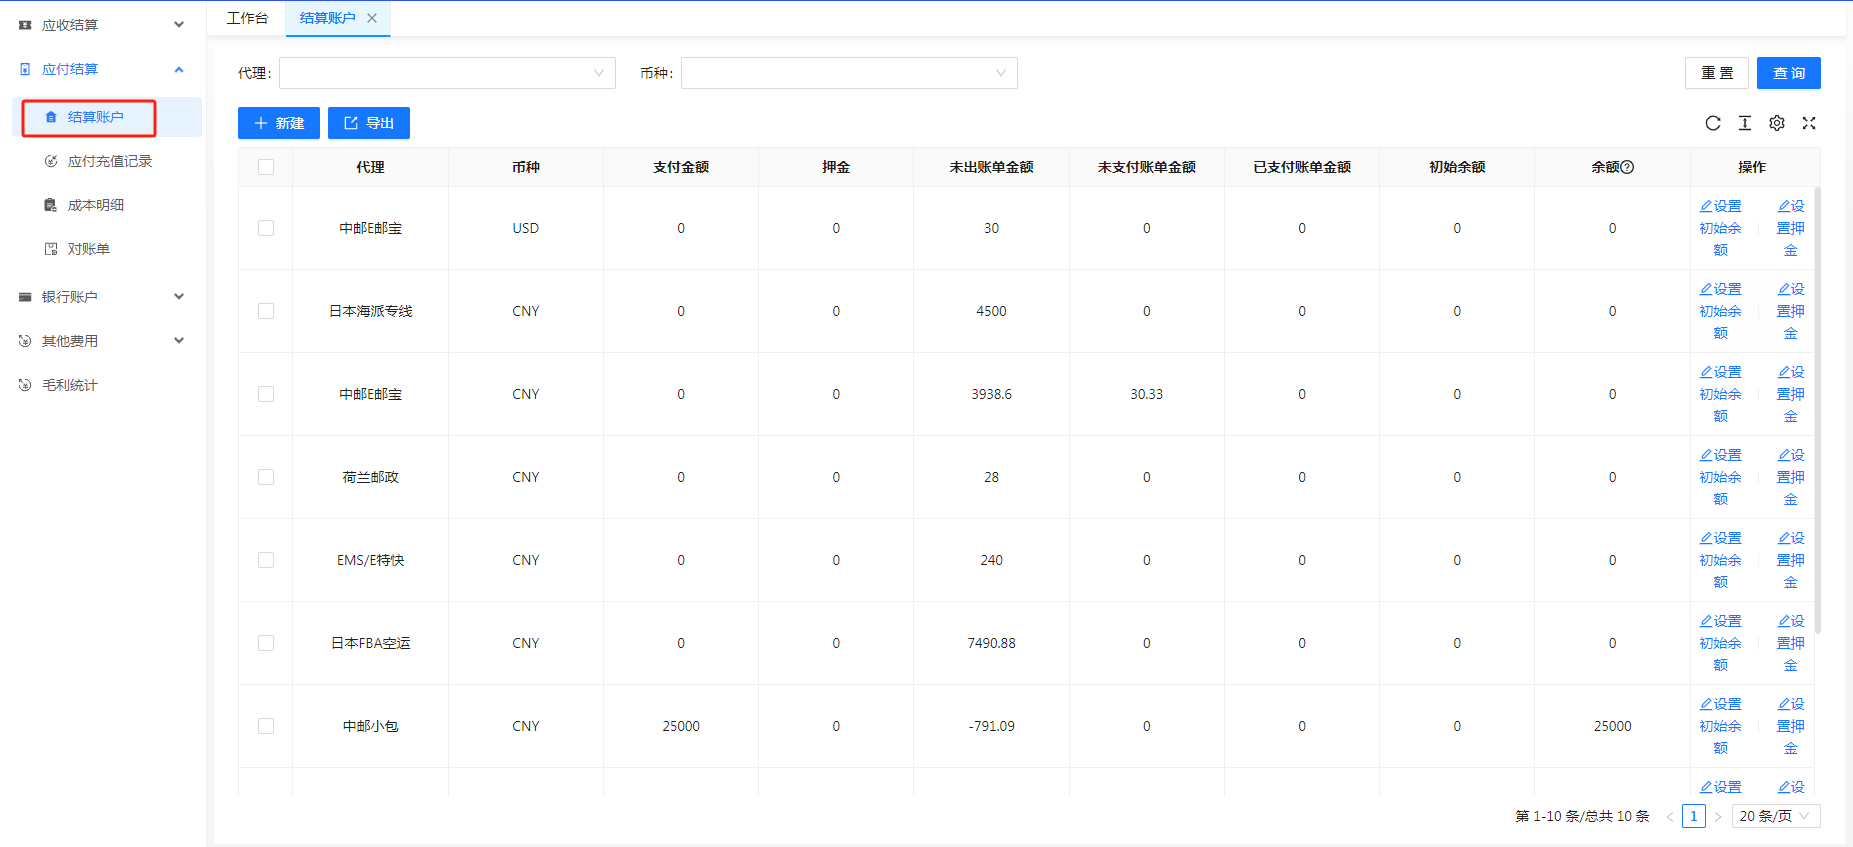 应收结算
应付结算
结算账户
应付充值记录
成本明细
对账单
银行账户
其他费用
毛利统计
工作台 结算账户
代理: 币种: 重置 查询
新建 导出
代理 币种 支付金额 押金 未出账单金额 未支付账单金额 已支付账单金额 初始余额 余额 操作
中邮E邮宝 USD 0 0 30 0 0 0 0 设置初始余额 设置押金
日本海派专线 CNY 0 0 4500 0 0 0 0 设置初始余额 设置押金
中邮E邮宝 CNY 0 0 3938.6 30.33 0 0 0 设置初始余额 设置押金
荷兰邮政 CNY 0 0 28 0 0 0 0 设置初始余额 设置押金
EMS/E特快 CNY 0 0 240 0 0 0 0 设置初始余额 设置押金
日本FBA空运 CNY 0 0 7490.88 0 0 0 0 设置初始余额 设置押金
中邮小包 CNY 25000 0 -791.09 0 0 0 25000 设置初始余额 设置押金
设置 设
第 1-10 条/总共 10 条 1 20 条/页